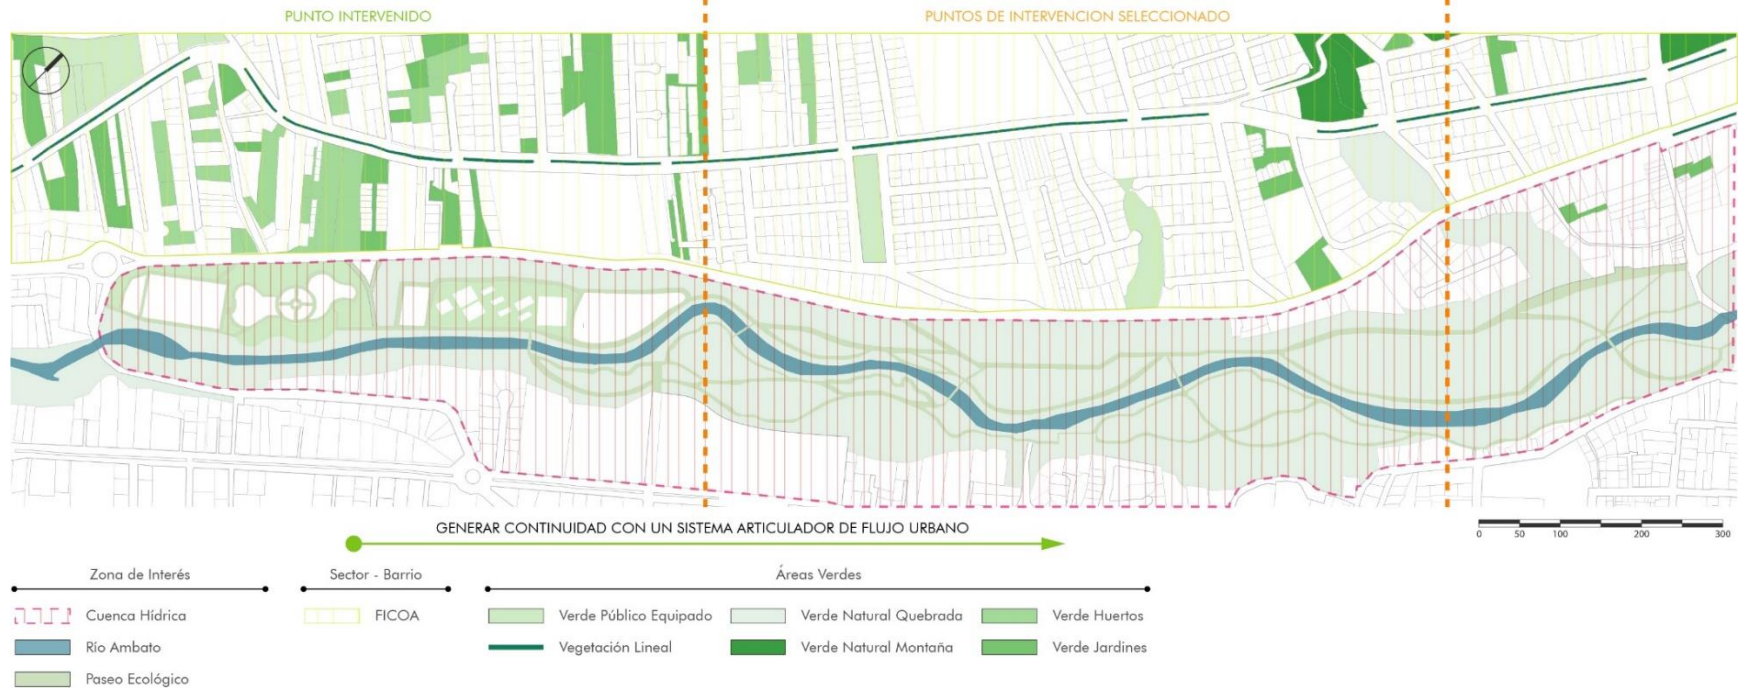 PUNTO INTERVENIDO
PUNTOS DE INTERVENCION SELECCIONADO
GENERAR CONTINUIDAD CON UN SISTEMA ARTICULADOR DE FLUJO URBANO
0 50 100 200 300
Zona de Interés
Cuenca Hídrica
Río Ambato
Paseo Ecológico
Sector - Barrio
FICOA
Áreas Verdes
Verde Público Equipado
Vegetación Lineal
Verde Natural Quebrada
Verde Natural Montaña
Verde Huertos
Verde Jardines